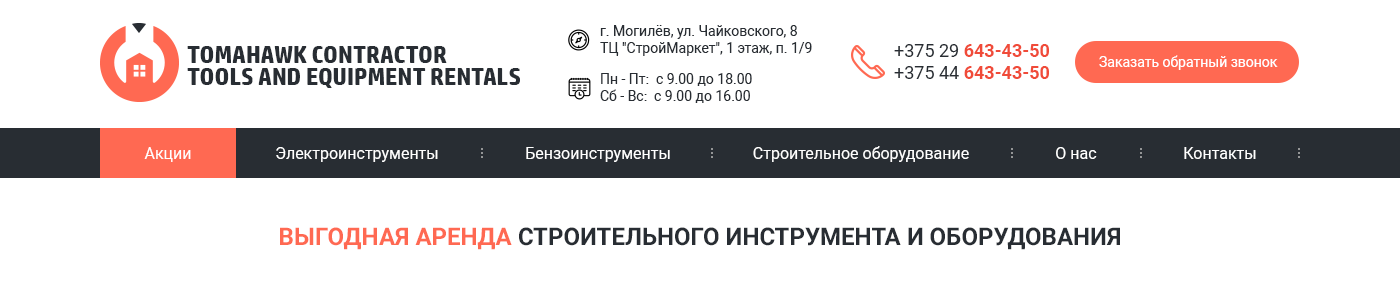 TOMAHAWK CONTRACTOR
TOOLS AND EQUIPMENT RENTALS
г. Могилёв, ул. Чайковского, 8
ТЦ "СтройМаркет", 1 этаж, п. 1/9
Пн - Пт: с 9.00 до 18.00
Сб - Вс: с 9.00 до 16.00
+375 29 643-43-50
+375 44 643-43-50
Заказать обратный звонок
Акции Электроинструменты Бензоинструменты Строительное оборудование О нас Контакты
ВЫГОДНАЯ АРЕНДА СТРОИТЕЛЬНОГО ИНСТРУМЕНТА И ОБОРУДОВАНИЯ